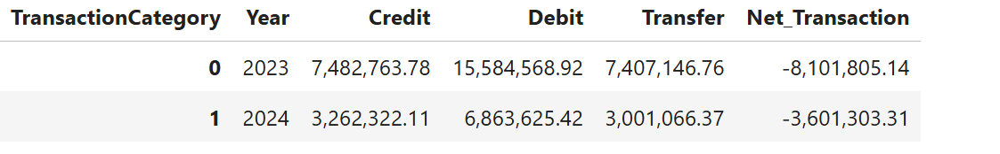 TransactionCategory Year Credit Debit Transfer Net_Transaction
0 2023 7,482,763.78 15,584,568.92 7,407,146.76 -8,101,805.14
1 2024 3,262,322.11 6,863,625.42 3,001,066.37 -3,601,303.31